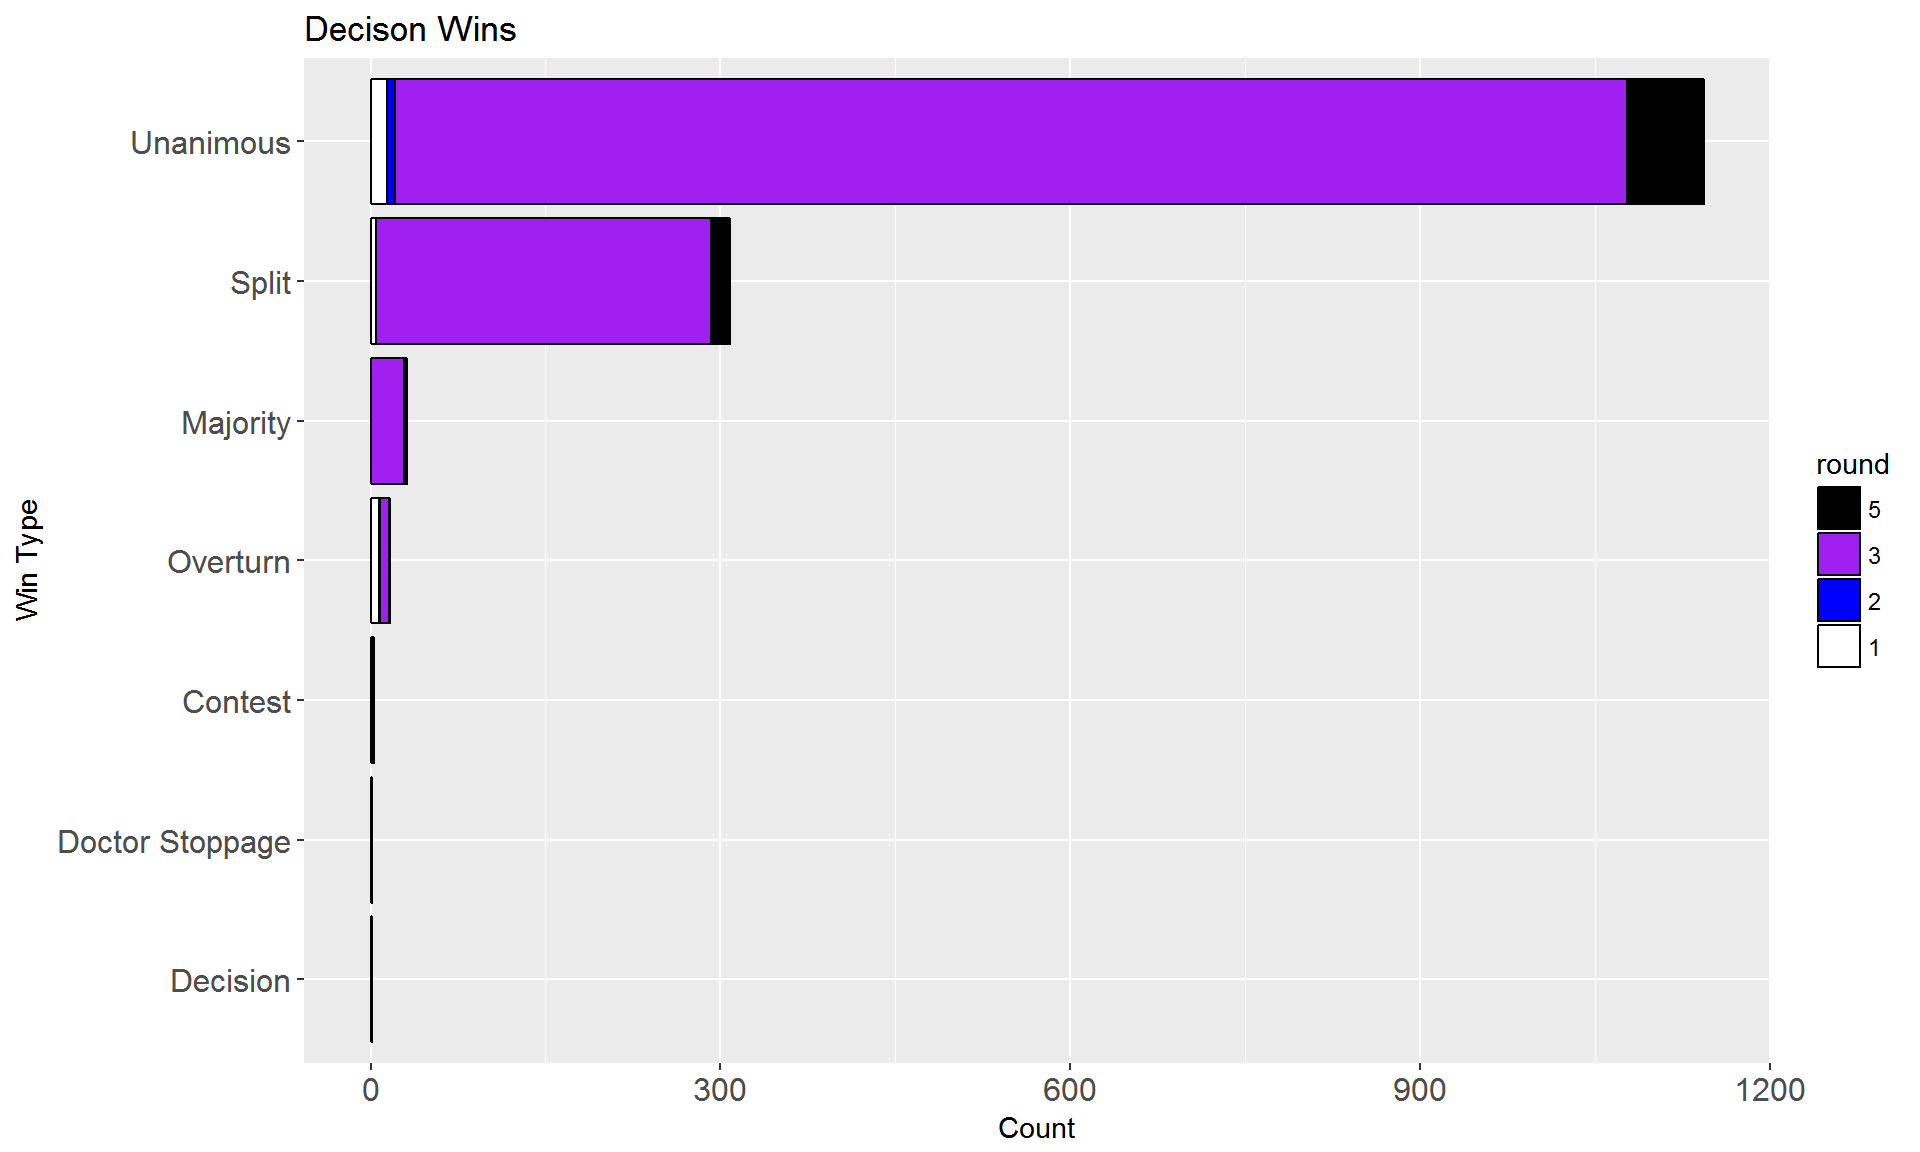 Decison Wins
Unanimous
Split
Majority
Overturn
Contest
Doctor Stoppage
Decision
Win Type
0 300 600 900 1200
Count
round
5
3
2
1